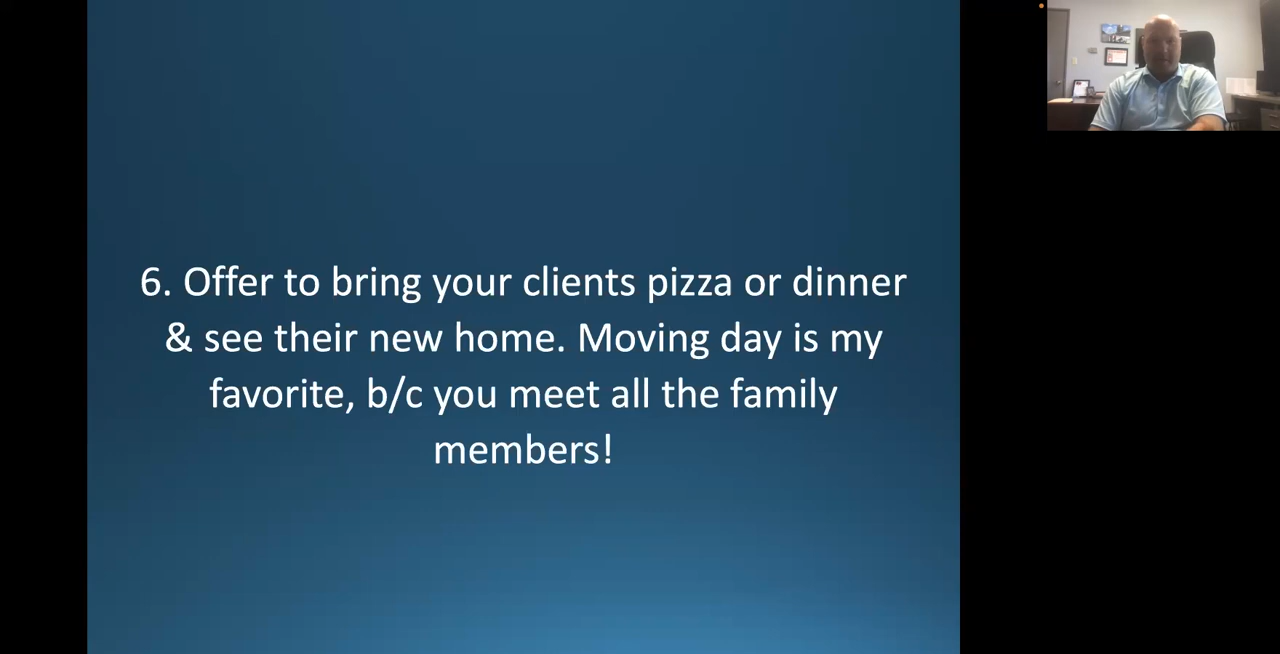 6. Offer to bring your clients pizza or dinner
& see their new home. Moving day is my
favorite, b/c you meet all the family
members!